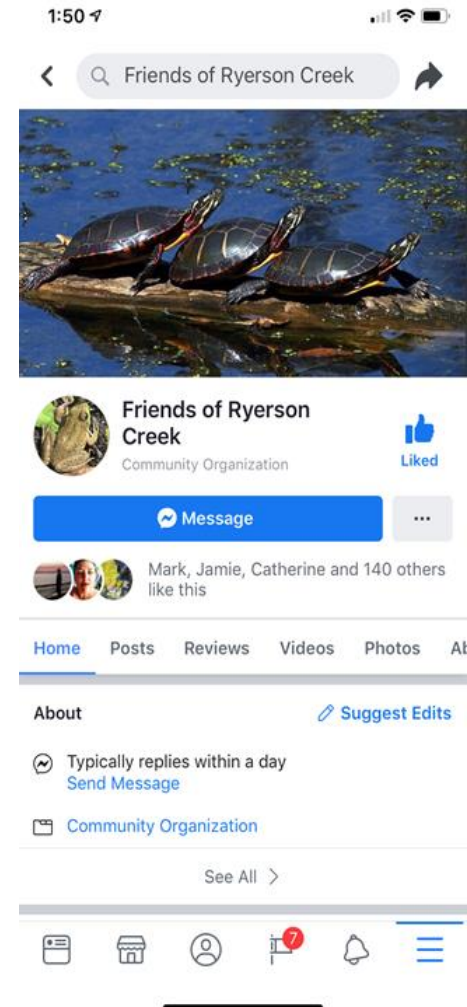 1:50
Friends of Ryerson Creek
Friends of Ryerson
Creek
Community Organization
Liked
Message
...
Mark, Jamie, Catherine and 140 others
like this
Home Posts Reviews Videos Photos Ab
About
Suggest Edits
Typically replies within a day
Send Message
Community Organization
See All
7